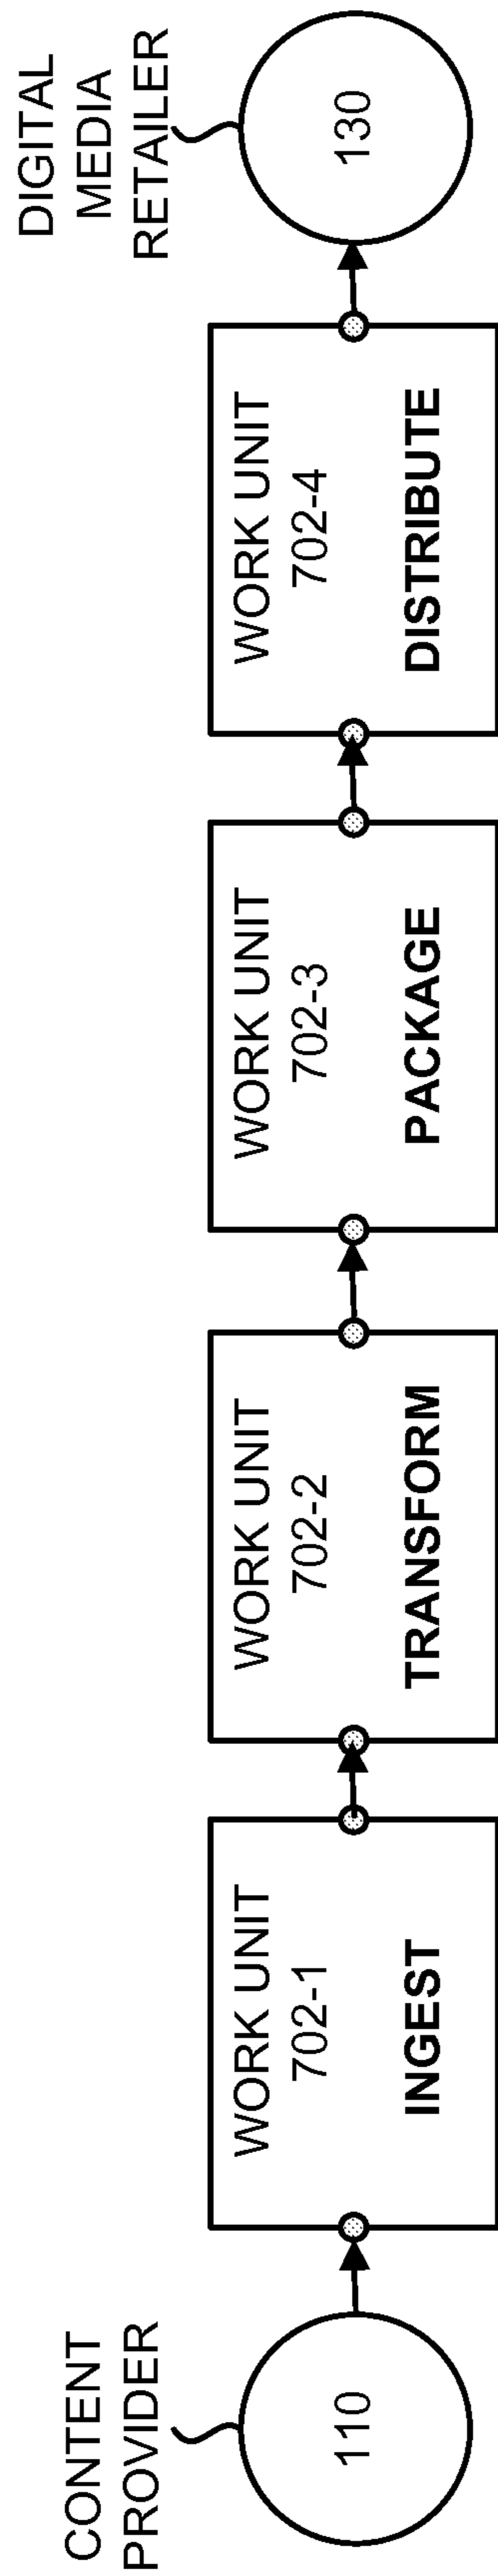 CONTENT
PROVIDER
110
WORK UNIT
702-1
INGEST
WORK UNIT
702-2
TRANSFORM
WORK UNIT
702-3
PACKAGE
WORK UNIT
702-4
DISTRIBUTE
DIGITAL
MEDIA
RETAILER
130